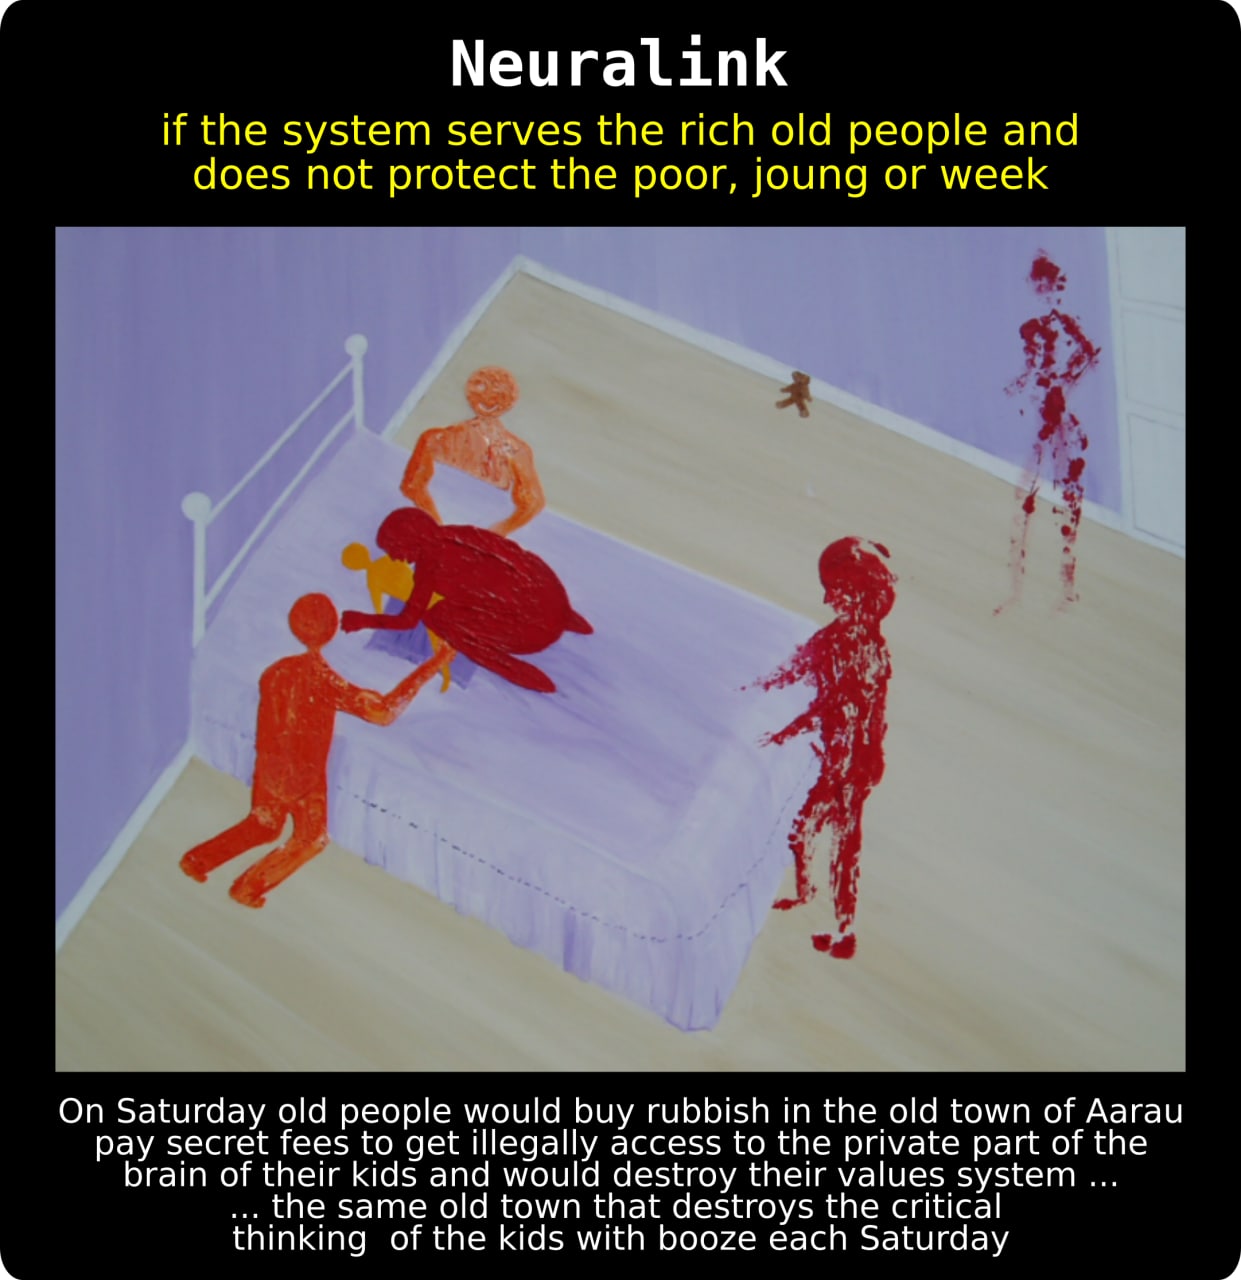 Neuralink
if the system serves the rich old people and
does not protect the poor, joung or week
On Saturday old people would buy rubbish in the old town of Aarau
pay secret fees to get illegally access to the private part of the
brain of their kids and would destroy their values system ...
... the same old town that destroys the critical
thinking  of the kids with booze each Saturday